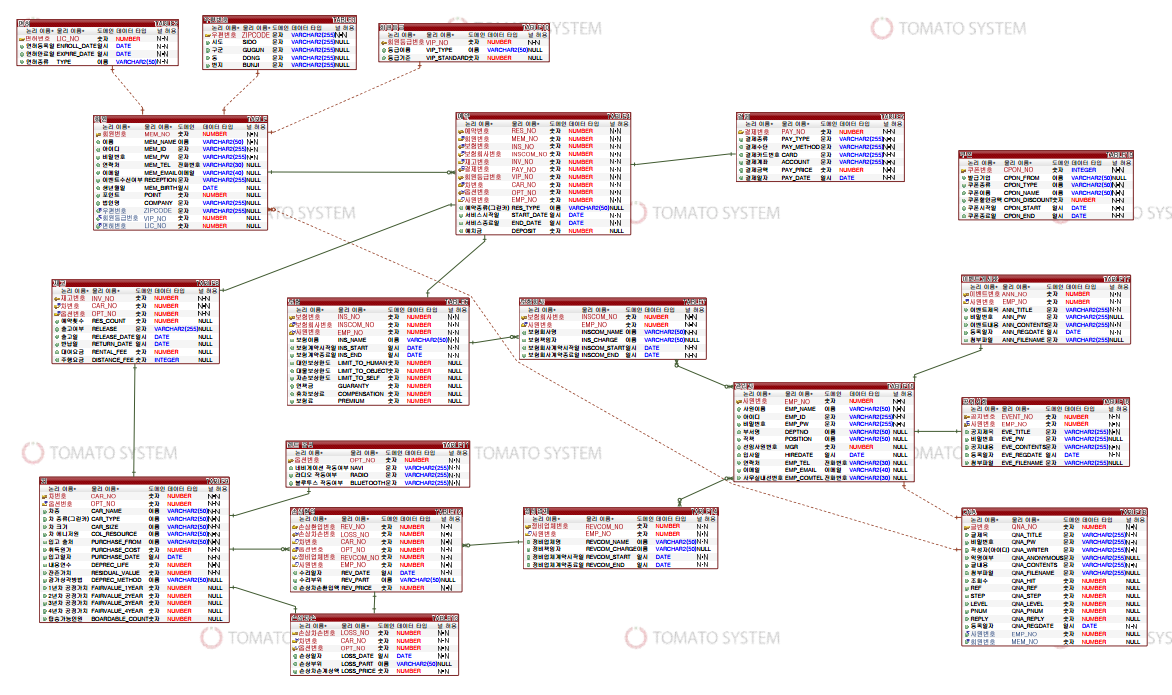 TOMATO SYSTEM
TOMATO SYSTEM
논리 이름* 물리 이름* 도메인 데이터 타입 널 허용
면허번호 LIC_NO 숫자 NUMBER N-N
면허등록일 ENROLL_DATE 일시 DATE
면허만료일 EXPIRE_DATE 일시 DATE
면허종류 TYPE 이름 VARCHAR2(50) N-N
논리 이름* 물리 이름* 도메인 데이터 타입 널 허용
우편번호 ZIPCODE 문자 VARCHAR2(255) N-N
시도 SIDO 문자 VARCHAR2(255) NULL
구군 GUGUN 문자 VARCHAR2(255) NULL
동 DONG 문자 VARCHAR2(255) NULL
번지 BUNJI 문자 VARCHAR2(255) NULL
논리 이름* 물리 이름* 도메인 데이터 타입 널 허용
회원등급번호 VIP_NO 숫자 NUMBER N-N
등급이름 VIP_TYPE 이름 VARCHAR2(50) NULL
등급기준 VIP_STANDARD 숫자 NUMBER NULL
논리 이름* 물리 이름* 도메인 데이터 타입 널 허용
회원번호 MEM_NO 숫자 NUMBER N-N
이름 MEM_NAME 이름 VARCHAR2(50) N-N
아이디 MEM_ID 문자 VARCHAR2(255) N-N
비밀번호 MEM_PW 문자 VARCHAR2(255) N-N
연락처 MEM_TEL 전화번호 VARCHAR2(30) NULL
이메일 MEM_EMAIL 이메일 VARCHAR2(40) NULL
이벤트수신여부 RECEPTION 문자 VARCHAR2(255) NULL
생년월일 MEM_BIRTH 일시 DATE NULL
포인트 POINT 숫자 NUMBER NULL
법인명 COMPANY 문자 VARCHAR2(255) NULL
우편번호 ZIPCODE 문자 VARCHAR2(255) NULL
회원등급번호 VIP_NO 숫자 NUMBER NULL
면허번호 LIC_NO 숫자 NUMBER NULL
논리 이름* 물리 이름* 도메인 데이터 타입 널 허용
예약번호 RES_NO 숫자 NUMBER N-N
회원번호 MEM_NO 숫자 NUMBER N-N
보험번호 INS_NO 숫자 NUMBER N-N
보험회사번호 INSCOM_NO 숫자 NUMBER N-N
재고번호 INV_NO 숫자 NUMBER N-N
결제번호 PAY_NO 숫자 NUMBER N-N
회원등급번호 VIP_NO 숫자 NUMBER N-N
차번호 CAR_NO 숫자 NUMBER N-N
옵션번호 OPT_NO 숫자 NUMBER N-N
사원번호 EMP_NO 숫자 NUMBER N-N
예약종류(그린카) RES_TYPE 이름 VARCHAR2(50) NULL
서비스시작일 START_DATE 일시 DATE NULL
서비스종료일 END_DATE 일시 DATE NULL
예치금 DEPOSIT 숫자 NUMBER NULL
논리 이름* 물리 이름* 도메인 데이터 타입 널 허용
결제번호 PAY_NO 숫자 NUMBER N-N
결제종류 PAY_TYPE 문자 VARCHAR2(255) NULL
결제수단 PAY_METHOD 문자 VARCHAR2(255) NULL
결제카드번호 CARD 문자 VARCHAR2(255) NULL
결제계좌 ACCOUNT 문자 VARCHAR2(255) NULL
결제금액 PAY_PRICE 숫자 NUMBER N-N
결제일자 PAY_DATE 일시 DATE N-N
논리 이름* 물리 이름* 도메인 데이터 타입 널 허용
쿠폰번호 CPON_NO 숫자 INTEGER N-N
발급기업 CPON_FROM 이름 VARCHAR2(50) NULL
쿠폰종류 CPON_TYPE 이름 VARCHAR2(50) N-N
쿠폰이름 CPON_NAME 이름 VARCHAR2(50) N-N
쿠폰할인금액 CPON_DISCOUNT 숫자 NUMBER N-N
쿠폰시작일 CPON_START 일시 DATE N-N
쿠폰종료일 CPON_END 일시 DATE N-N
SYSTEM
TOMATO SYSTEM
논리 이름* 물리 이름* 도메인 데이터 타입 널 허용
재고번호 INV_NO 숫자 NUMBER N-N
차번호 CAR_NO 숫자 NUMBER N-N
옵션번호 OPT_NO 숫자 NUMBER N-N
예약횟수 RES_COUNT 숫자 NUMBER NULL
출고여부 RELEASE 문자 VARCHAR2(255) NULL
출고일 RELEASE_DATE 일시 DATE NULL
반납일 RETURN_DATE 일시 DATE NULL
대여요금 RENTAL_FEE 숫자 NUMBER NULL
주행요금 DISTANCE_FEE 숫자 INTEGER NULL
논리 이름* 물리 이름* 도메인 데이터 타입 널 허용
보험번호 INS_NO 숫자 NUMBER N-N
보험회사번호 INSCOM_NO 숫자 NUMBER N-N
사원번호 EMP_NO 숫자 NUMBER N-N
보험이름 INS_NAME 이름 VARCHAR2(50) N-N
보험계약시작일 INS_START 일시 DATE N-N
보험계약종료일 INS_END 일시 DATE N-N
대인보상한도 LIMIT_TO_HUMAN 숫자 NUMBER NULL
대물보상한도 LIMIT_TO_OBJECT 숫자 NUMBER NULL
자손보상한도 LIMIT_TO_SELF 숫자 NUMBER NULL
면책금 GUARANTY 숫자 NUMBER NULL
휴차보상료 COMPENSATION 숫자 NUMBER NULL
보험료 PREMIUM 숫자 NUMBER NULL
논리 이름* 물리 이름* 도메인 데이터 타입 널 허용
보험회사번호 INSCOM_NO 숫자 NUMBER N-N
사원번호 EMP_NO 숫자 NUMBER N-N
보험회사명 INSCOM_NAME 이름 VARCHAR2(50) N-N
보험책임자 INS_CHARGE 이름 VARCHAR2(50) NULL
보험회사계약시작일 INSCOM_START 일시 DATE NULL
보험회사계약종료일 INSCOM_END 일시 DATE NULL
논리 이름* 물리 이름* 도메인 데이터 타입 널 허용
이벤트번호 ANN_NO 숫자 NUMBER N-N
사원번호 EMP_NO 숫자 NUMBER N-N
이벤트제목 ANN_TITLE 문자 VARCHAR2(255) N-N
비밀번호 ANN_PW 문자 VARCHAR2(255) NULL
이벤트내용 ANN_CONTENTS 문자 VARCHAR2(255) N-N
등록일자 ANN_REGDATE 일시 DATE N-N
첨부파일 ANN_FILENAME 문자 VARCHAR2(255) NULL
논리 이름* 물리 이름* 도메인 데이터 타입 널 허용
사원번호 EMP_NO 숫자 NUMBER N-N
사원이름 EMP_NAME 이름 VARCHAR2(50) N-N
아이디 EMP_ID 문자 VARCHAR2(255) N-N
비밀번호 EMP_PW 문자 VARCHAR2(255) N-N
부서명 DEPTNO 이름 VARCHAR2(50) NULL
직책 POSITION 이름 VARCHAR2(50) NULL
선임사원번호 MGR 숫자 NUMBER NULL
입사일 HIREDATE 일시 DATE NULL
연락처 EMP_TEL 전화번호 VARCHAR2(30) NULL
이메일 EMP_EMAIL 이메일 VARCHAR2(40) NULL
사무실내선번호 EMP_COMTEL 전화번호 VARCHAR2(30) NULL
논리 이름* 물리 이름* 도메인 데이터 타입 널 허용
공지번호 EVENT_NO 숫자 NUMBER N-N
사원번호 EMP_NO 숫자 NUMBER N-N
공지제목 EVE_TITLE 문자 VARCHAR2(255) N-N
비밀번호 EVE_PW 문자 VARCHAR2(255) NULL
공지내용 EVE_CONTENTS 문자 VARCHAR2(255) N-N
등록일자 EVE_REGDATE 일시 DATE N-N
첨부파일 EVE_FILENAME 문자 VARCHAR2(255) NULL
TOMATO SYSTEM
TOMATO SYSTEM
논리 이름* 물리 이름* 도메인 데이터 타입 널 허용
옵션번호 OPT_NO 숫자 NUMBER N-N
네비게이션 작동여부 NAVI 문자 VARCHAR2(255) N-N
라디오 작동여부 RADIO 문자 VARCHAR2(255) N-N
블루투스 작동여부 BLUETOOTH 문자 VARCHAR2(255) N-N
논리 이름* 물리 이름* 도메인 데이터 타입 널 허용
차번호 CAR_NO 숫자 NUMBER N-N
옵션번호 OPT_NO 숫자 NUMBER N-N
차종 CAR_NAME 이름 VARCHAR2(50) N-N
차 종류(그린카) CAR_TYPE 이름 VARCHAR2(50) N-N
차 크기 CAR_SIZE 이름 VARCHAR2(50) N-N
차 에너지원 COL_RESOURCE 이름 VARCHAR2(50) N-N
입고 출처 PURCHASE_FROM 이름 VARCHAR2(50) N-N
취득원가 PURCHASE_COST 숫자 NUMBER N-N
입고일자 PURCHASE_DATE 일시 DATE N-N
내용연수 DEPREC_LIFE 숫자 NUMBER NULL
잔존가치 RESIDUAL_VALUE 숫자 NUMBER NULL
감가상각방법 DEPREC_METHOD 이름 VARCHAR2(50) NULL
1년차 공정가치 FAIRVALUE_1YEAR 숫자 NUMBER NULL
2년차 공정가치 FAIRVALUE_2YEAR 숫자 NUMBER NULL
3년차 공정가치 FAIRVALUE_3YEAR 숫자 NUMBER NULL
4년차 공정가치 FAIRVALUE_4YEAR 숫자 NUMBER NULL
탑승가능인원 BOARDABLE_COUNT 숫자 NUMBER NULL
논리 이름* 물리 이름* 도메인 데이터 타입 널 허용
손상환입번호 REV_NO 숫자 NUMBER N-N
손상차손번호 LOSS_NO 숫자 NUMBER N-N
차번호 CAR_NO 숫자 NUMBER N-N
옵션번호 OPT_NO 숫자 NUMBER N-N
정비업체번호 REVCOM_NO 숫자 NUMBER N-N
사원번호 EMP_NO 숫자 NUMBER N-N
수리일자 REV_DATE 일시 DATE N-N
수리부위 REV_PART 이름 VARCHAR2(50) NULL
손상차손환입액 REV_PRICE 숫자 NUMBER N-N
논리 이름* 물리 이름* 도메인 데이터 타입 널 허용
정비업체번호 REVCOM_NO 숫자 NUMBER N-N
사원번호 EMP_NO 숫자 NUMBER N-N
정비업체명 REVCOM_NAME 이름 VARCHAR2(50) N-N
정비책임자 REVCOM_CHARGE 이름 VARCHAR2(50) NULL
정비업체계약시작일 REVCOM_START 일시 DATE N-N
정비업체계약종료일 REVCOM_END 일시 DATE N-N
논리 이름* 물리 이름* 도메인 데이터 타입 널 허용
글번호 QNA_NO 숫자 NUMBER N-N
글제목 QNA_TITLE 문자 VARCHAR2(255) N-N
비밀번호 QNA_PW 문자 VARCHAR2(255) N-N
작성자(아이디) QNA_WRITER 문자 VARCHAR2(255) N-N
익명여부 QNA_ANONYMOUS 문자 VARCHAR2(255) N-N
글내용 QNA_CONTENTS 문자 VARCHAR2(255) N-N
첨부파일 QNA_FILENAME 문자 VARCHAR2(255) NULL
조회수 QNA_HIT 숫자 NUMBER NULL
REF QNA_REF 숫자 NUMBER NULL
STEP QNA_STEP 숫자 NUMBER NULL
LEVEL QNA_LEVEL 숫자 NUMBER NULL
PNUM QNA_PNUM 숫자 NUMBER NULL
REPLY QNA_REPLY 숫자 NUMBER NULL
등록일자 QNA_REGDATE 일시 DATE N-N
사원번호 EMP_NO 숫자 NUMBER NULL
회원번호 MEM_NO 숫자 NUMBER NULL
논리 이름* 물리 이름* 도메인 데이터 타입 널 허용
손상차손번호 LOSS_NO 숫자 NUMBER N-N
차번호 CAR_NO 숫자 NUMBER N-N
옵션번호 OPT_NO 숫자 NUMBER N-N
손상일자 LOSS_DATE 일시 DATE N-N
손상부위 LOSS_PART 이름 VARCHAR2(50) NULL
손상차손계상액 LOSS_PRICE 숫자 NUMBER N-N
TOMATO SYSTEM
TOMATO SYSTEM